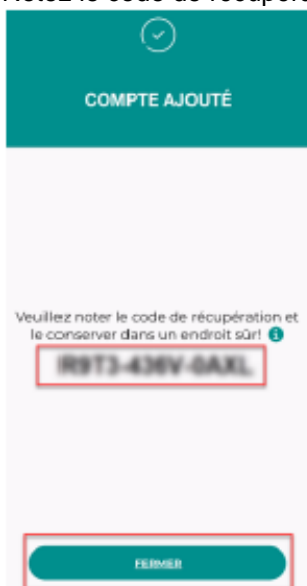 COMPTE AJOUTÉ
Veuillez noter le code de récupération et
le conserver dans un endroit sûr!
FERMER